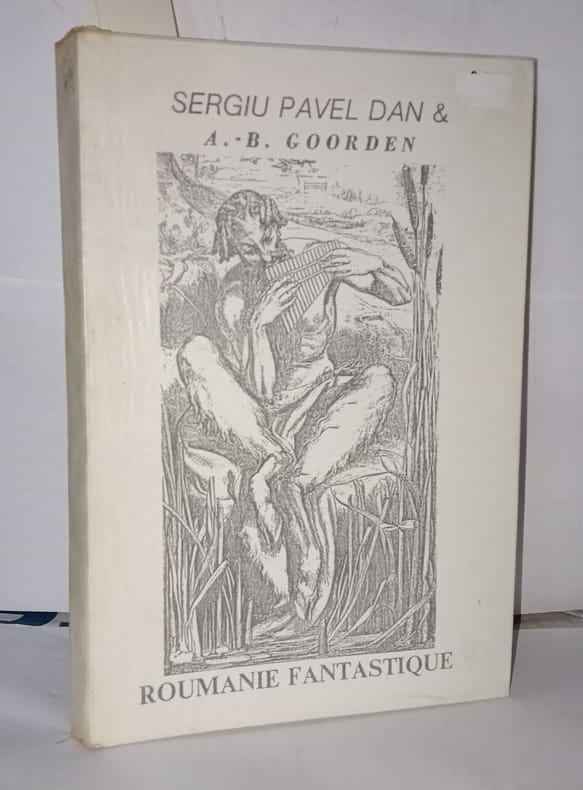 SERGIU PAVEL DAN &
A.-B. GOORDEN
ROUMANIE FANTASTIQUE